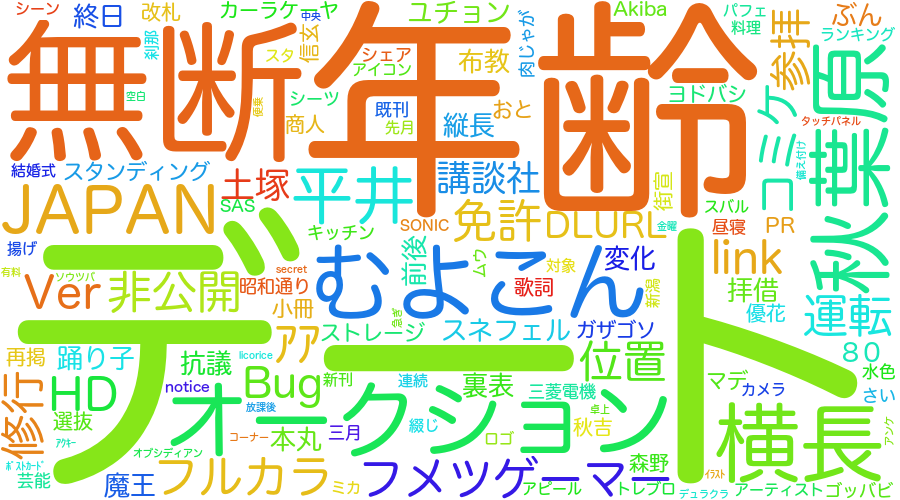 シーン
終日
改札
カーラケーヤ
中央
ユチョン
Akiba
パフェ
ぶん
料理
ランキング
無断
年齢
刹那
スタ
信玄
シェア
アイコン
布教
肉じゃが
参拝
秋葉原
コミケ
ヨドバシ
タッチパネル
空白
便乗
シーツ
商人
既刊
先月
縦長
おと
結婚式
スタンディング
土塚
平井
講談社
街宣
備え付け
JAPAN
SAS
キッチン
SONIC
免許
DLURL
金曜
スバル
昼寝
PR
揚げ
有料
ソウツバ
secret
デート
むよこん
前後
ムウ
対象
変化
新潟
link
拝借
Ver
非公開
昭和通り
小冊
歌詞
優花
運転
急ぎ
ストレージ
スネフェル
ガザゴソ
アア
再掲
踊り子
抗議
licorice
位置
80
修行
HD
notice
Bug
新刊
連続
裏表
三菱電機
マデ
カメラ
水色
さい
選抜
放課後
フォークション
卓上
横長
アンケ
コーナー
本丸
三月
綴じ
ロゴ
秋吉
アクキー
オブシディアン
ポストカード
芸能
魔王
フルカラ
ミカ
フメツゲーマー
アピール
トレブロ
森野
イラスト
デュラクラ
アーティスト
ゴッバビ